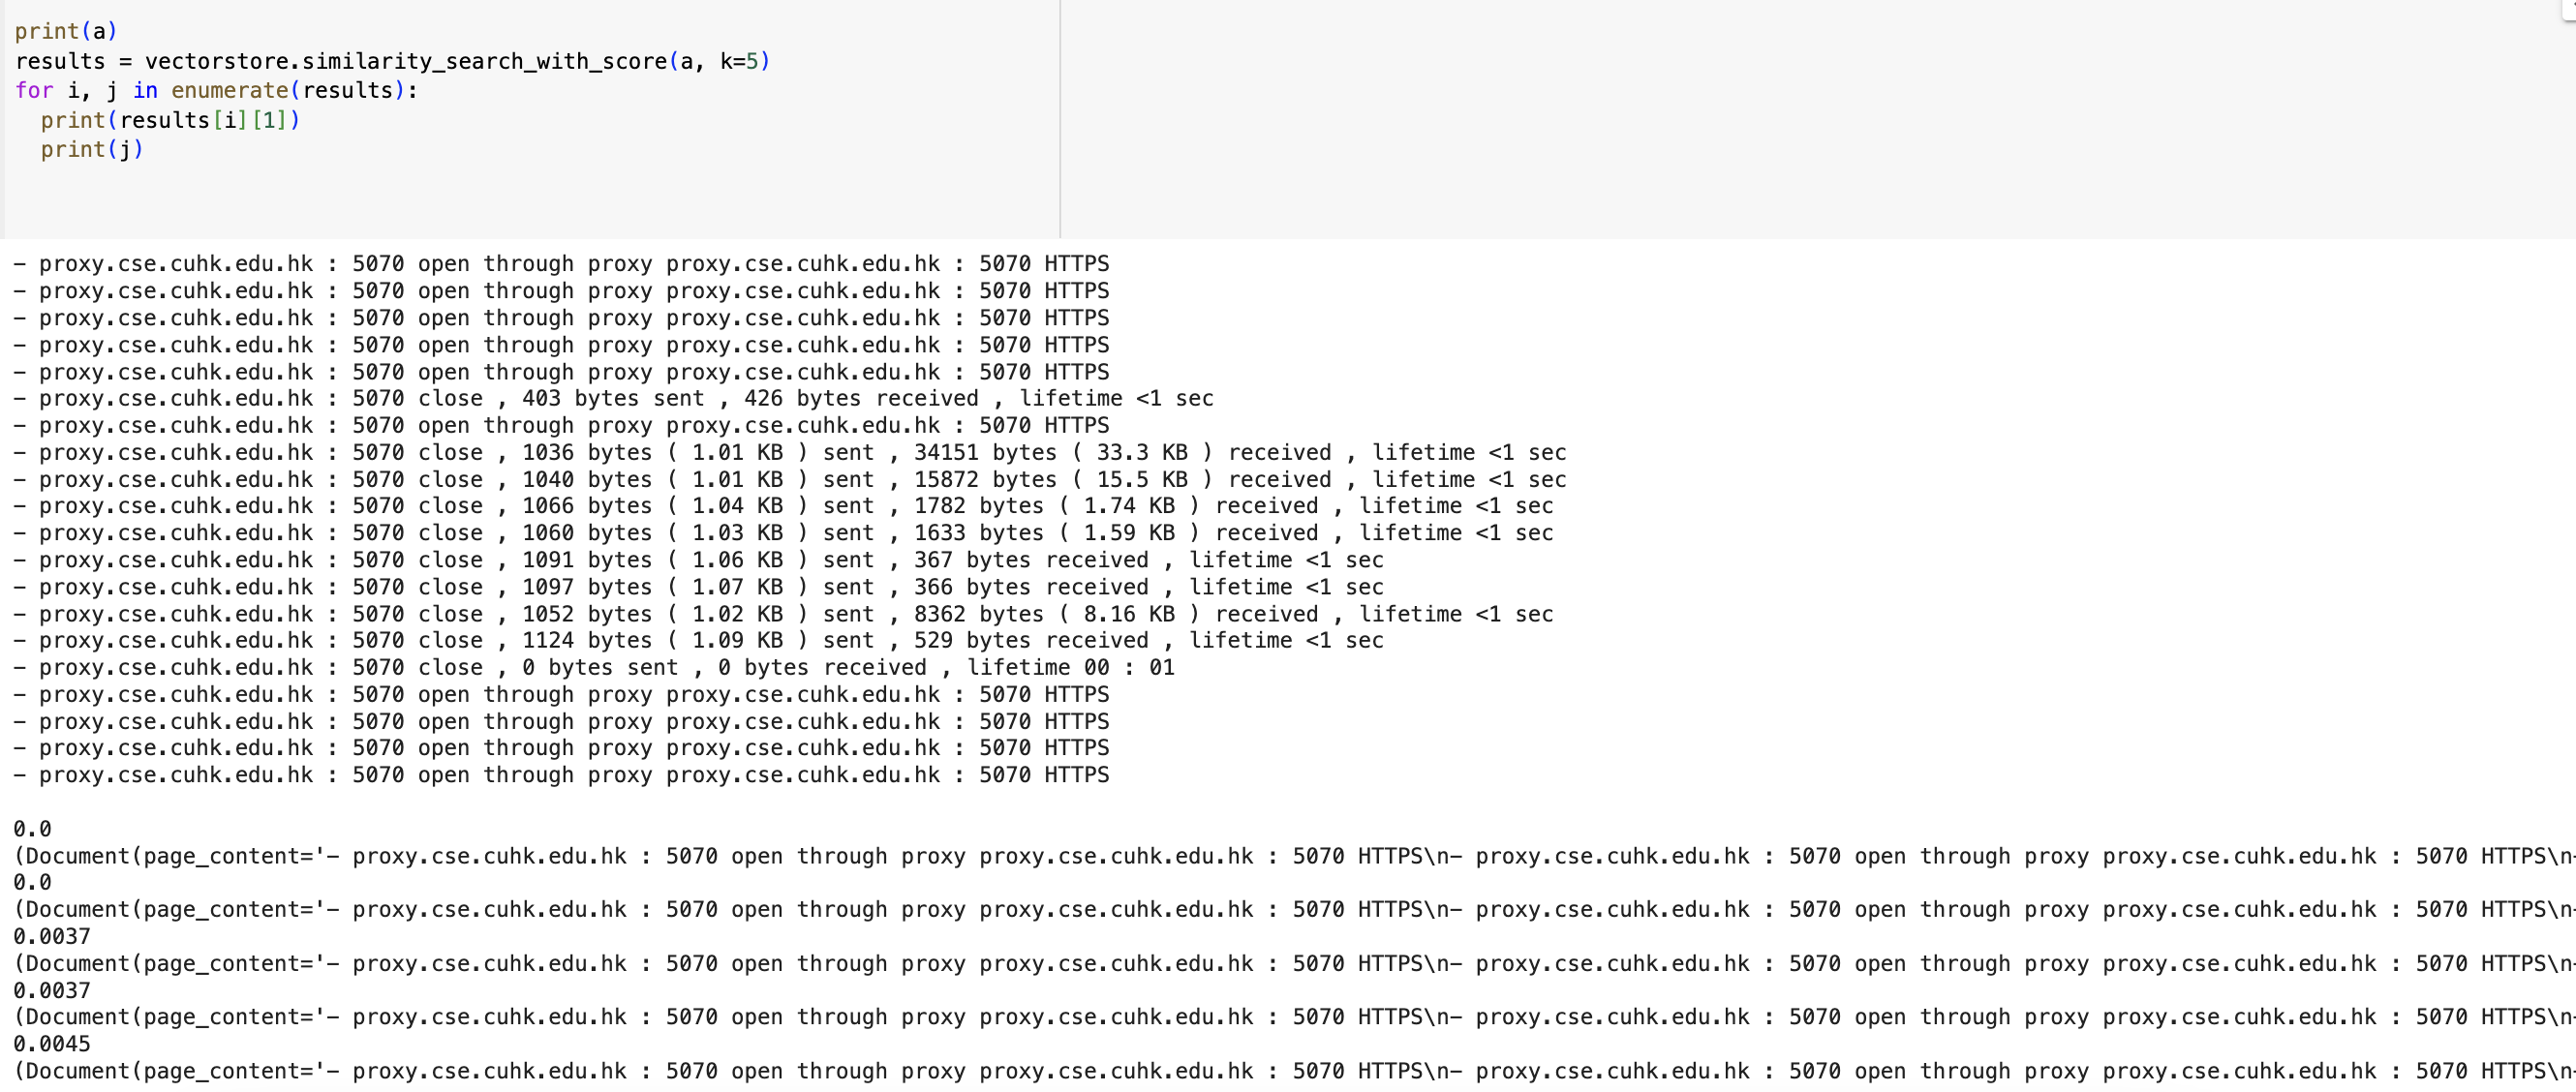 print(a)
results = vectorstore.similarity_search_with_score(a, k=5)
for i, j in enumerate(results):
  print(results[i][1])
  print(j)
- proxy.cse.cuhk.edu.hk : 5070 open through proxy proxy.cse.cuhk.edu.hk : 5070 HTTPS
- proxy.cse.cuhk.edu.hk : 5070 open through proxy proxy.cse.cuhk.edu.hk : 5070 HTTPS
- proxy.cse.cuhk.edu.hk : 5070 open through proxy proxy.cse.cuhk.edu.hk : 5070 HTTPS
- proxy.cse.cuhk.edu.hk : 5070 open through proxy proxy.cse.cuhk.edu.hk : 5070 HTTPS
- proxy.cse.cuhk.edu.hk : 5070 open through proxy proxy.cse.cuhk.edu.hk : 5070 HTTPS
- proxy.cse.cuhk.edu.hk : 5070 close , 403 bytes sent , 426 bytes received , lifetime <1 sec
- proxy.cse.cuhk.edu.hk : 5070 open through proxy proxy.cse.cuhk.edu.hk : 5070 HTTPS
- proxy.cse.cuhk.edu.hk : 5070 close , 1036 bytes ( 1.01 KB ) sent , 34151 bytes ( 33.3 KB ) received , lifetime <1 sec
- proxy.cse.cuhk.edu.hk : 5070 close , 1040 bytes ( 1.01 KB ) sent , 15872 bytes ( 15.5 KB ) received , lifetime <1 sec
- proxy.cse.cuhk.edu.hk : 5070 close , 1066 bytes ( 1.04 KB ) sent , 1782 bytes ( 1.74 KB ) received , lifetime <1 sec
- proxy.cse.cuhk.edu.hk : 5070 close , 1060 bytes ( 1.03 KB ) sent , 1633 bytes ( 1.59 KB ) received , lifetime <1 sec
- proxy.cse.cuhk.edu.hk : 5070 close , 1091 bytes ( 1.06 KB ) sent , 367 bytes received , lifetime <1 sec
- proxy.cse.cuhk.edu.hk : 5070 close , 1097 bytes ( 1.07 KB ) sent , 366 bytes received , lifetime <1 sec
- proxy.cse.cuhk.edu.hk : 5070 close , 1052 bytes ( 1.02 KB ) sent , 8362 bytes ( 8.16 KB ) received , lifetime <1 sec
- proxy.cse.cuhk.edu.hk : 5070 close , 1124 bytes ( 1.09 KB ) sent , 529 bytes received , lifetime <1 sec
- proxy.cse.cuhk.edu.hk : 5070 close , 0 bytes sent , 0 bytes received , lifetime 00 : 01
- proxy.cse.cuhk.edu.hk : 5070 open through proxy proxy.cse.cuhk.edu.hk : 5070 HTTPS
- proxy.cse.cuhk.edu.hk : 5070 open through proxy proxy.cse.cuhk.edu.hk : 5070 HTTPS
- proxy.cse.cuhk.edu.hk : 5070 open through proxy proxy.cse.cuhk.edu.hk : 5070 HTTPS
- proxy.cse.cuhk.edu.hk : 5070 open through proxy proxy.cse.cuhk.edu.hk : 5070 HTTPS
0.0
(Document(page_content='- proxy.cse.cuhk.edu.hk : 5070 open through proxy proxy.cse.cuhk.edu.hk : 5070 HTTPS\n- proxy.cse.cuhk.edu.hk : 5070 open through proxy proxy.cse.cuhk.edu.hk : 5070 HTTPS\n-
0.0
(Document(page_content='- proxy.cse.cuhk.edu.hk : 5070 open through proxy proxy.cse.cuhk.edu.hk : 5070 HTTPS\n- proxy.cse.cuhk.edu.hk : 5070 open through proxy proxy.cse.cuhk.edu.hk : 5070 HTTPS\n-
0.0037
(Document(page_content='- proxy.cse.cuhk.edu.hk : 5070 open through proxy proxy.cse.cuhk.edu.hk : 5070 HTTPS\n- proxy.cse.cuhk.edu.hk : 5070 open through proxy proxy.cse.cuhk.edu.hk : 5070 HTTPS\n-
0.0037
(Document(page_content='- proxy.cse.cuhk.edu.hk : 5070 open through proxy proxy.cse.cuhk.edu.hk : 5070 HTTPS\n- proxy.cse.cuhk.edu.hk : 5070 open through proxy proxy.cse.cuhk.edu.hk : 5070 HTTPS\n-
0.0045
(Document(page_content='- proxy.cse.cuhk.edu.hk : 5070 open through proxy proxy.cse.cuhk.edu.hk : 5070 HTTPS\n- proxy.cse.cuhk.edu.hk : 5070 open through proxy proxy.cse.cuhk.edu.hk : 5070 HTTPS\n-